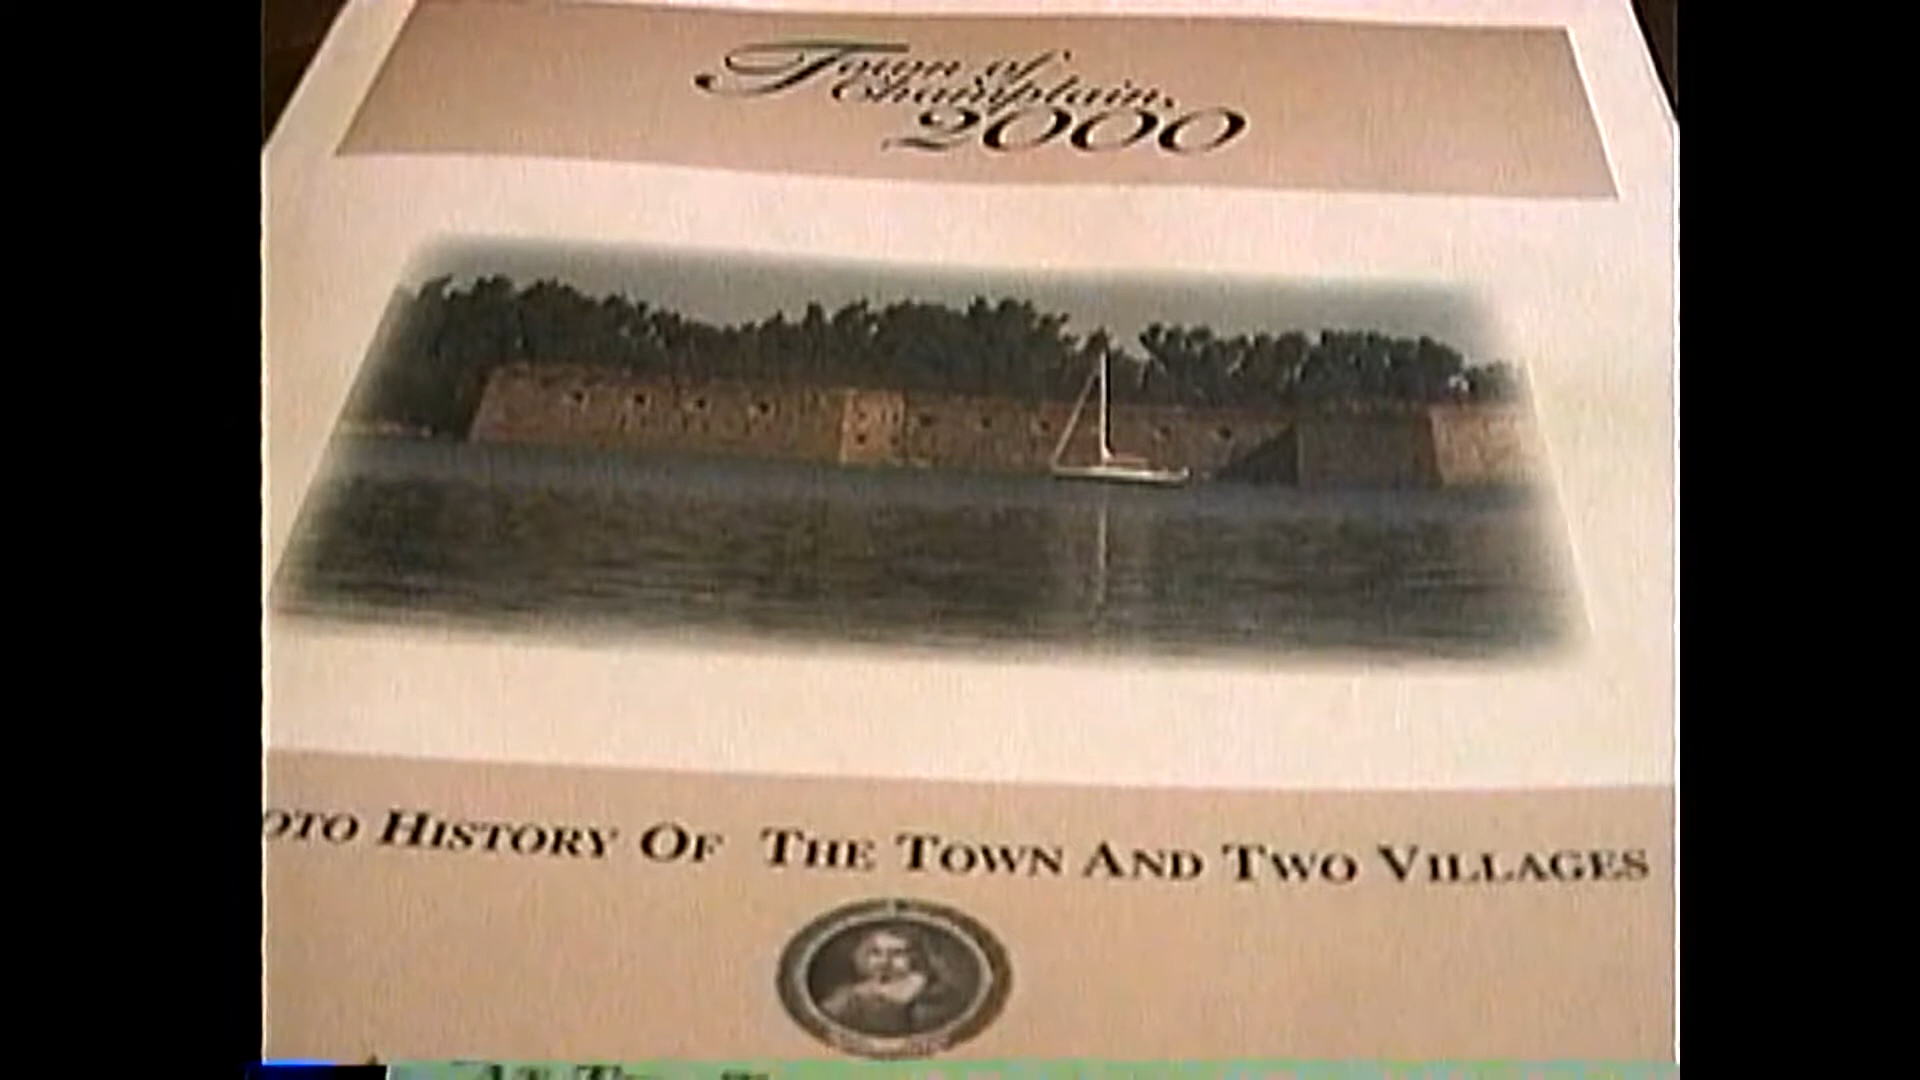 Town of
Champlain,
2000
OTO HISTORY OF THE TOWN AND TWO VILLAGES